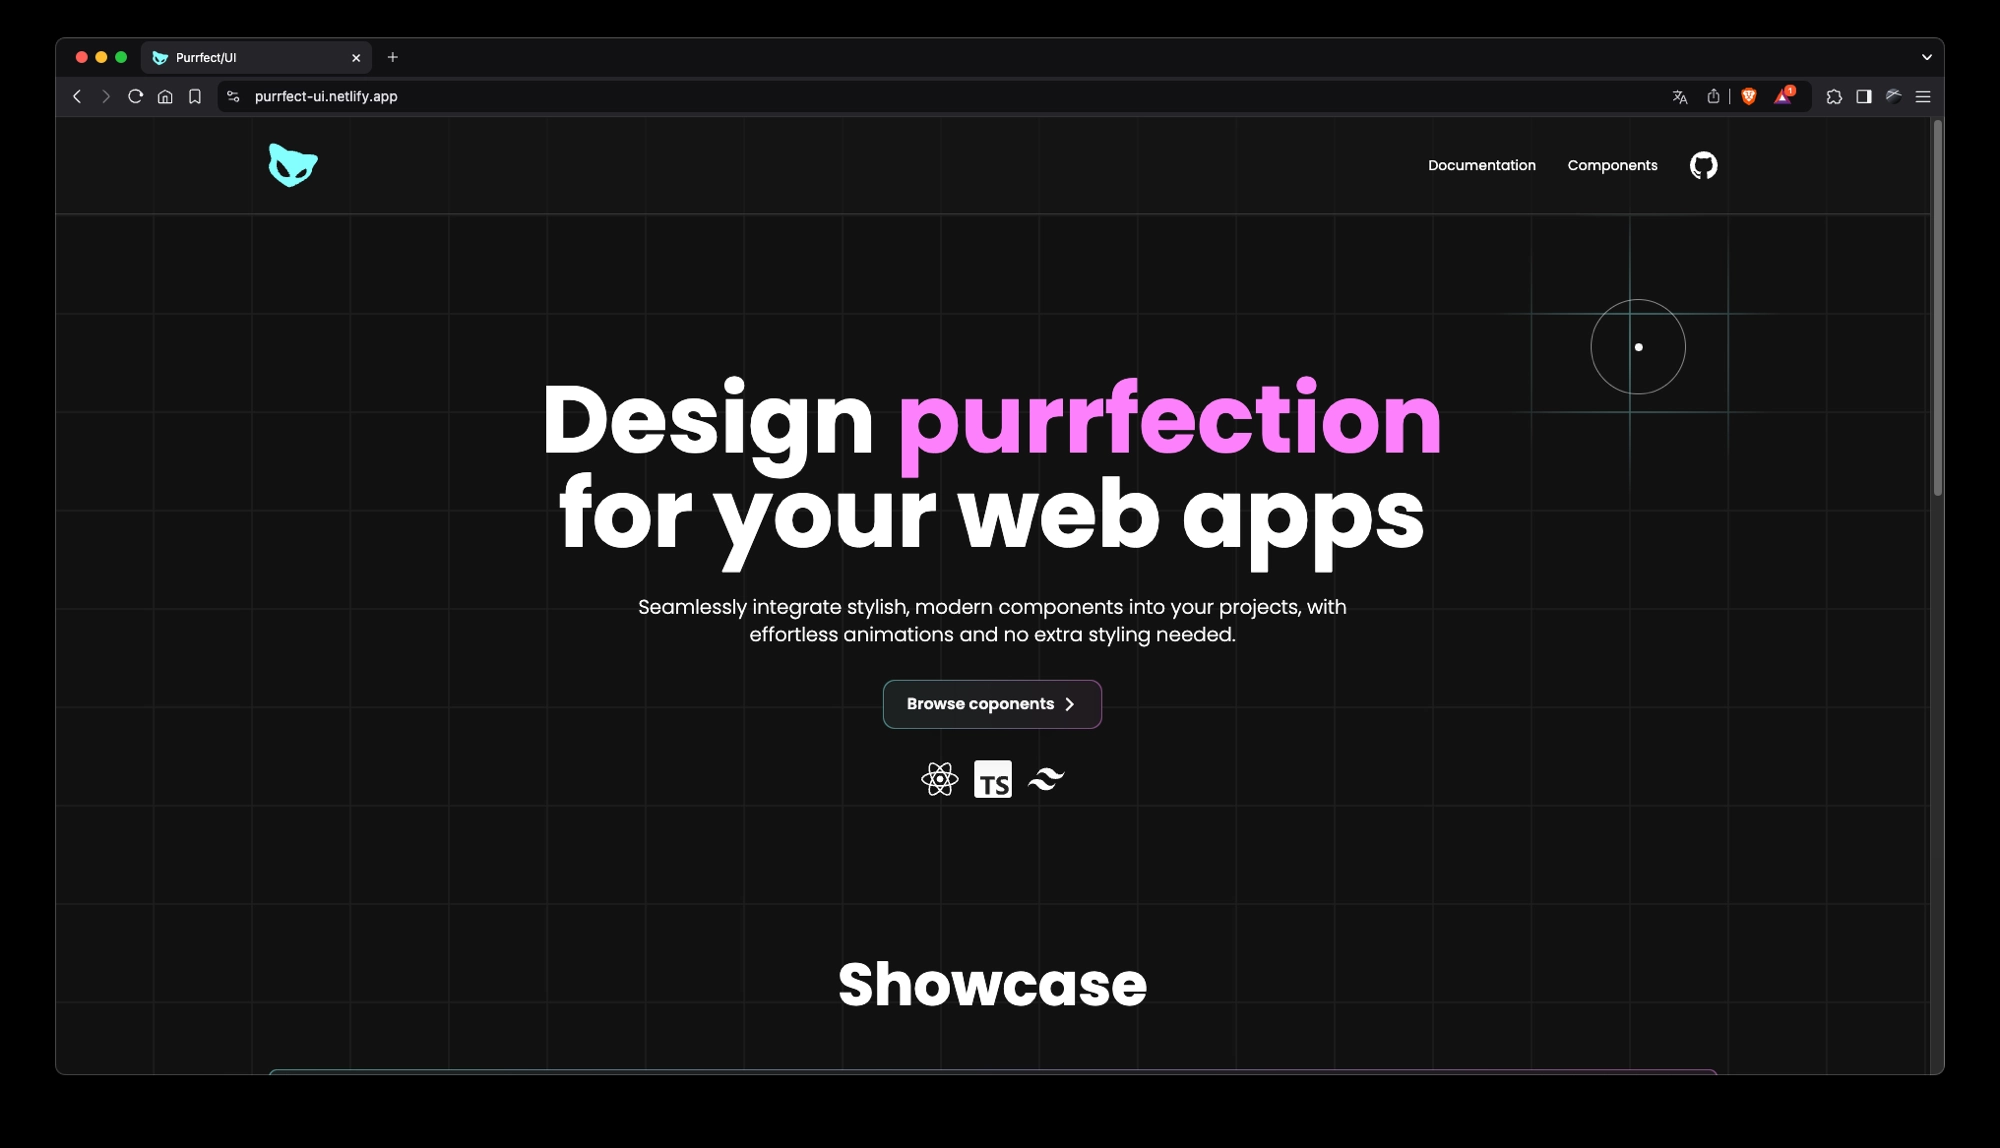 Purrfect/UI
purrfect-ui.netlify.app
1
Documentation
Components
Design purrfection
for your web apps
Seamlessly integrate stylish, modern components into your projects, with
effortless animations and no extra styling needed.
Browse coponents
TS
Showcase